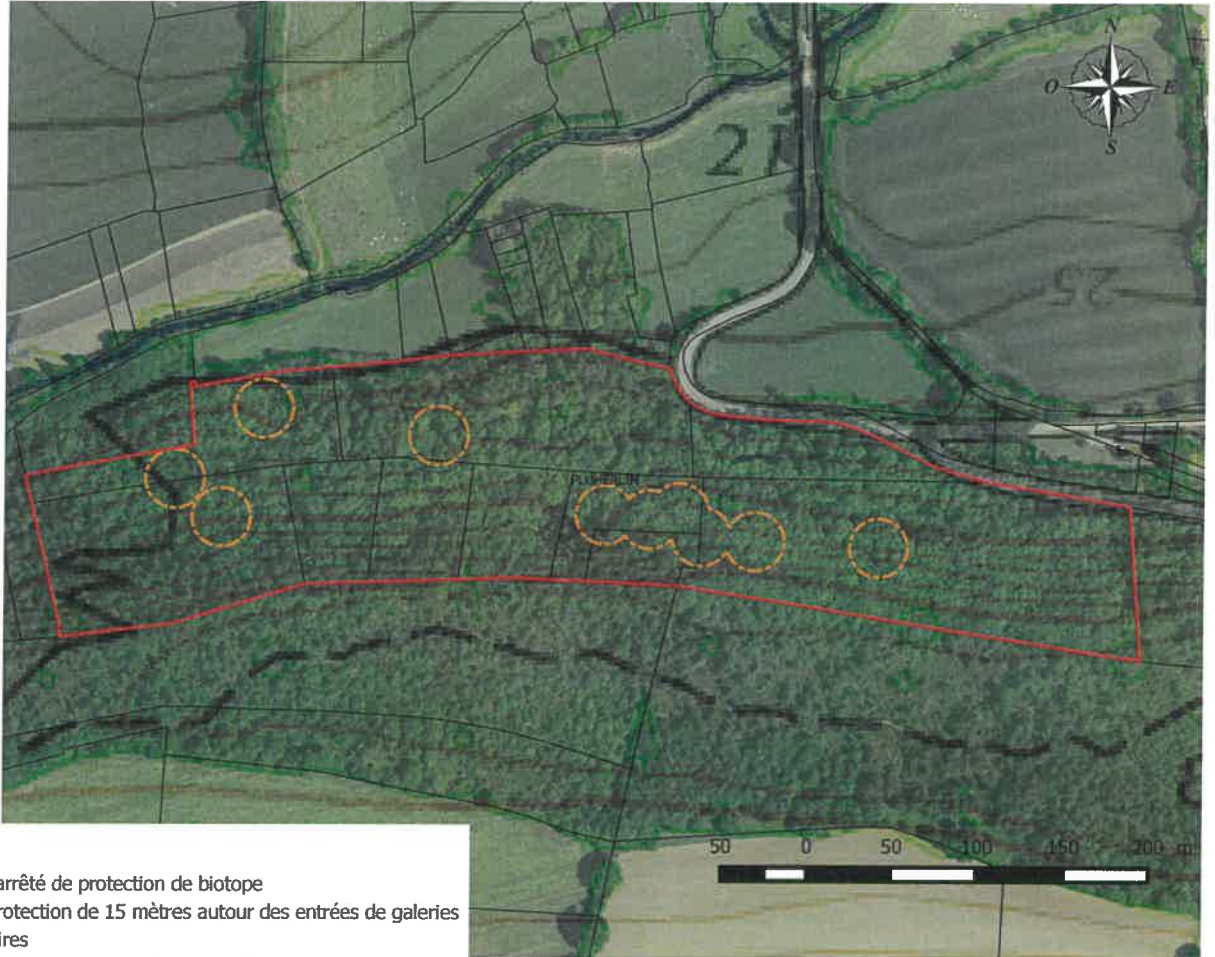 N
O E
S
21
25
50 0 50 100 150 200 m
arrêté de protection de biotope
rotection de 15 mètres autour des entrées de galeries
ires